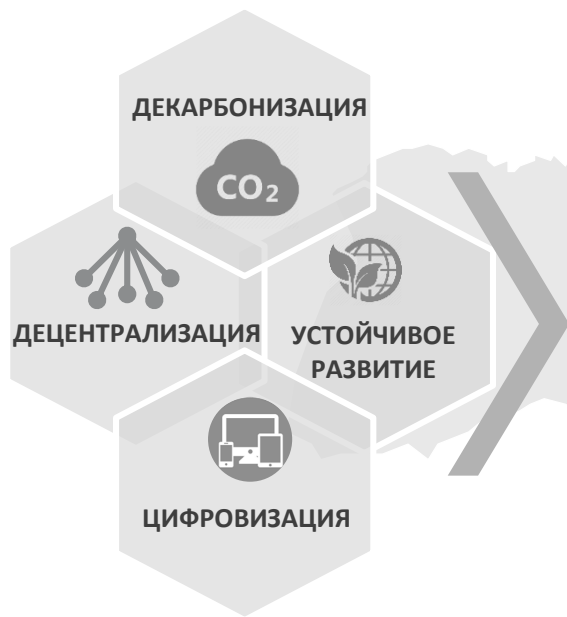 ДЕКАРБОНИЗАЦИЯ
CO₂
ДЕЦЕНТРАЛИЗАЦИЯ
УСТОЙЧИВОЕ
РАЗВИТИЕ
ЦИФРОВИЗАЦИЯ